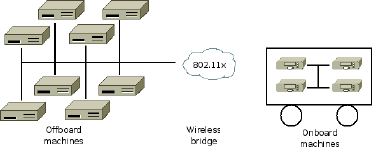 802.11x
Offboard
machines
Wireless
bridge
Onboard
machines